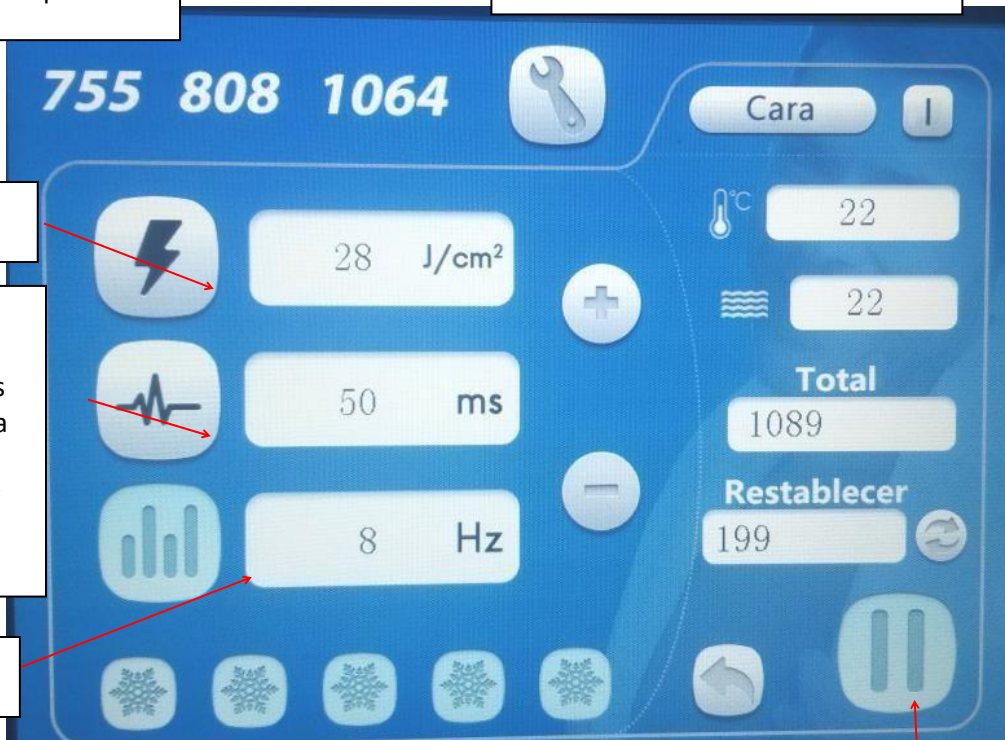 755 808 1064
Cara I
°C 22
28 J/cm²
22
50 ms
Total
1089
Restablecer
8 Hz
199
s
a